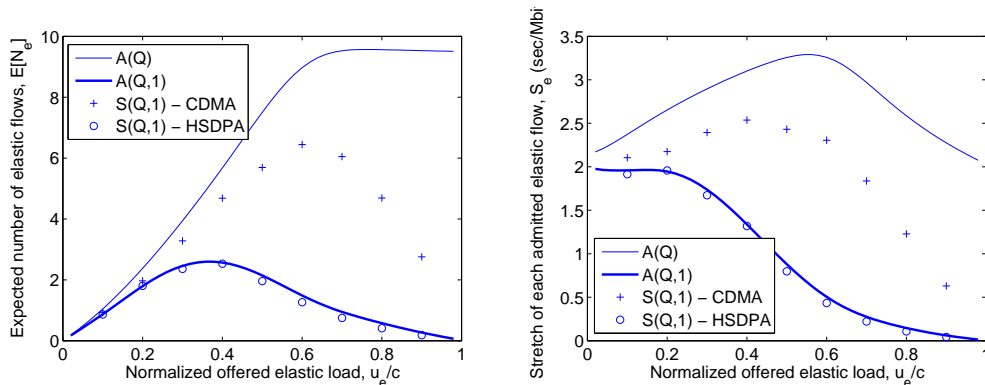 Expected number of elastic flows, E[N_e]
10
8
6
4
2
0
A(Q)
A(Q,1)
S(Q,1) – CDMA
S(Q,1) – HSDPA
0 0.2 0.4 0.6 0.8 1
Normalized offered elastic load, u_e/c
Stretch of each admitted elastic flow, S_e (sec/Mbi
3.5
3
2.5
2
1.5
1
0.5
0
A(Q)
A(Q,1)
S(Q,1) – CDMA
S(Q,1) – HSDPA
0 0.2 0.4 0.6 0.8 1
Normalized offered elastic load, u_e/c